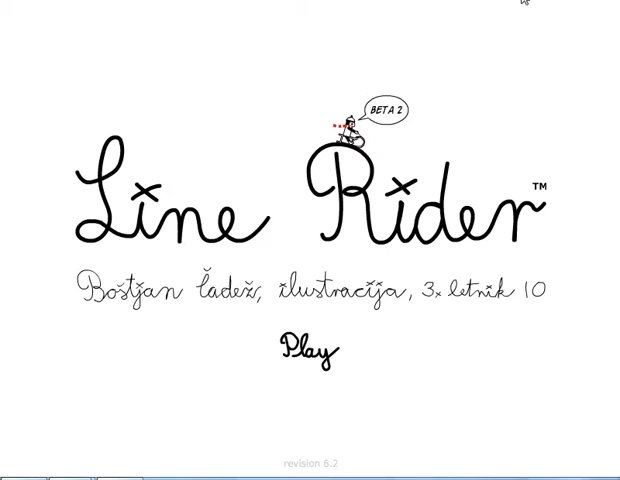 BETA 2
Line Rider™
Boštjan Čadež, ilustracija, 3. letnik 10
Play
revision 6.2